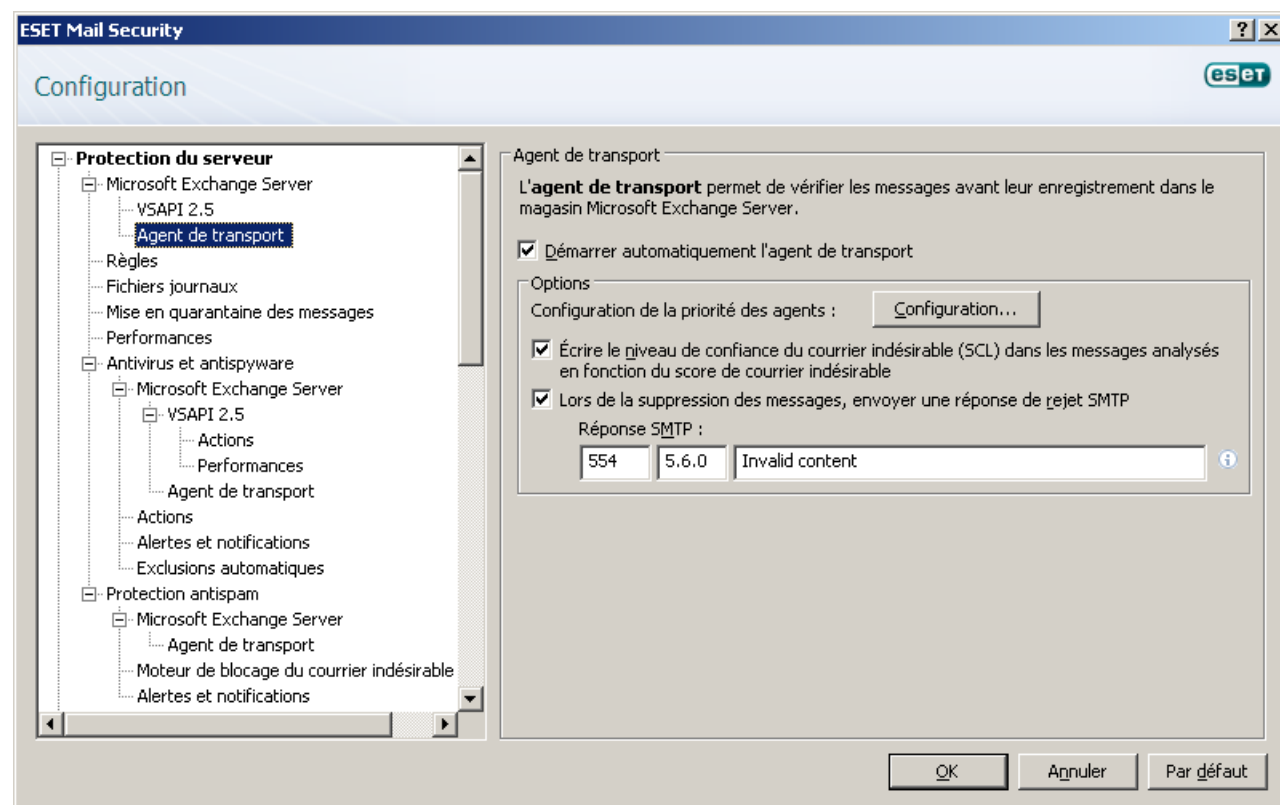 ESET Mail Security
Configuration
eset
Protection du serveur
Microsoft Exchange Server
VSAPI 2.5
Agent de transport
Règles
Fichiers journaux
Mise en quarantaine des messages
Performances
Antivirus et antispyware
Microsoft Exchange Server
VSAPI 2.5
Actions
Performances
Agent de transport
Actions
Alertes et notifications
Exclusions automatiques
Protection antispam
Microsoft Exchange Server
Agent de transport
Moteur de blocage du courrier indésirable
Alertes et notifications
Agent de transport
L'agent de transport permet de vérifier les messages avant leur enregistrement dans le
magasin Microsoft Exchange Server.
Démarrer automatiquement l'agent de transport
Options
Configuration de la priorité des agents :
Configuration...
Écrire le niveau de confiance du courrier indésirable (SCL) dans les messages analysés
en fonction du score de courrier indésirable
Lors de la suppression des messages, envoyer une réponse de rejet SMTP
Réponse SMTP :
554 5.6.0 Invalid content
OK Annuler Par défaut